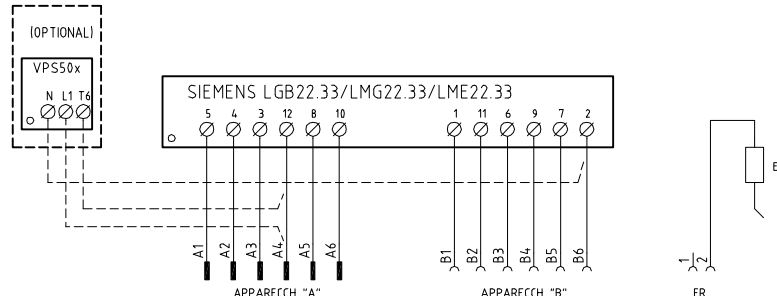 (OPTIONAL)
VPS50x
N L1 T6
SIEMENS LGB22.33/LMG22.33/LME22.33
5 4 3 12 8 10 1 11 6 9 7 2
A1 A2 A3 A4 A5 A6 B1 B2 B3 B4 B5 B6 1 2
APPARECCH "A" APPARECCH "B"